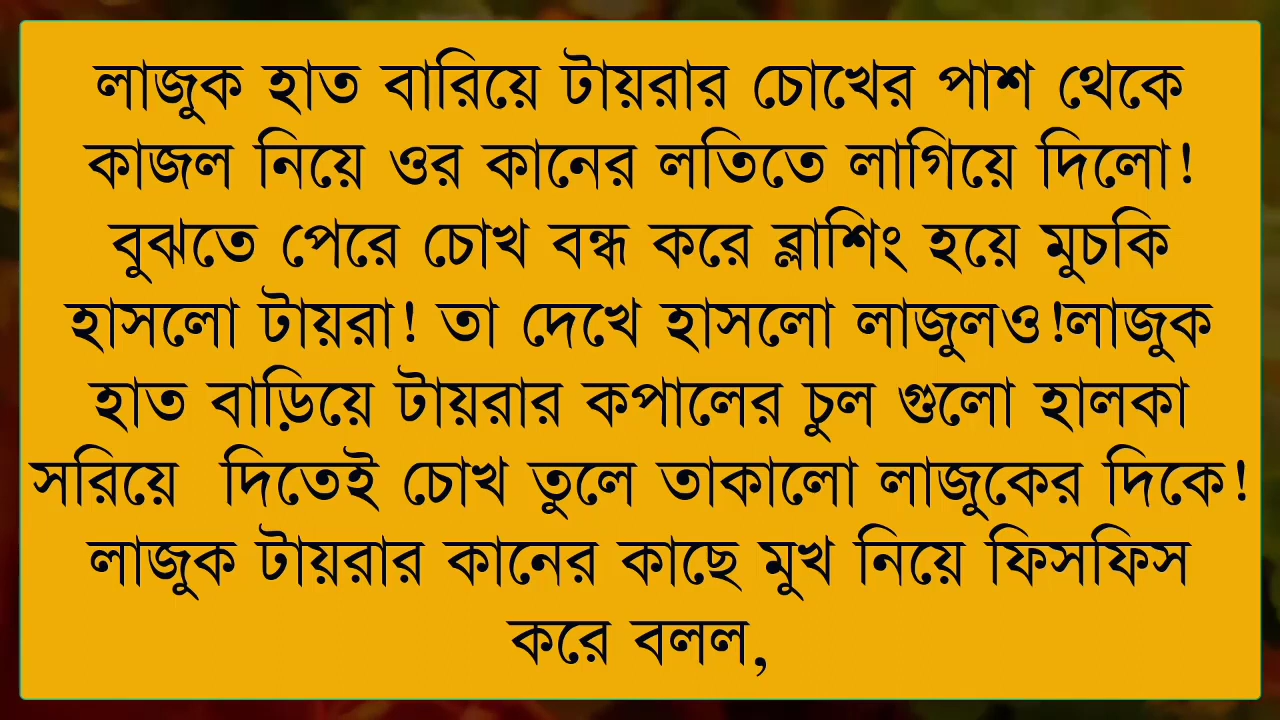 লাজুক হাত বারিয়ে টায়রার চোখের পাশ থেকে
কাজল নিয়ে ওর কানের লতিতে লাগিয়ে দিলো!
বুঝতে পেরে চোখ বন্ধ করে ব্লাশিং হয়ে মুচকি
হাসলো টায়রা! তা দেখে হাসলো লাজুলও!লাজুক
হাত বাড়িয়ে টায়রার কপালের চুল গুলো হালকা
সরিয়ে  দিতেই চোখ তুলে তাকালো লাজুকের দিকে!
লাজুক টায়রার কানের কাছে মুখ নিয়ে ফিসফিস
করে বলল,